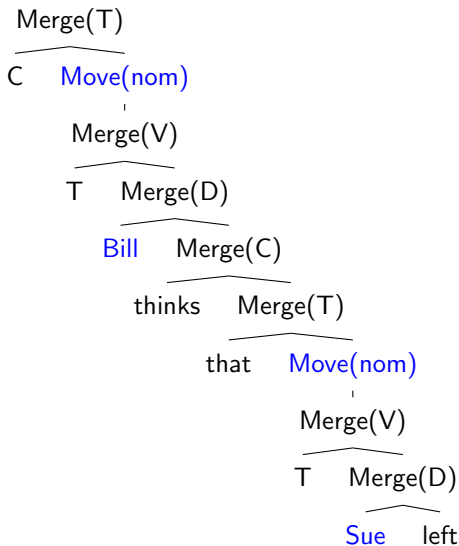 Merge(T)
C Move(nom)
Merge(V)
T Merge(D)
Bill Merge(C)
thinks Merge(T)
that Move(nom)
Merge(V)
T Merge(D)
Sue left